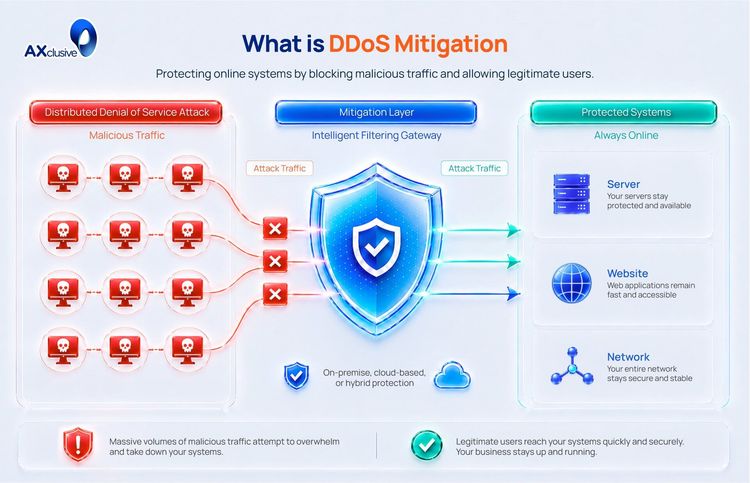 AXclusive
What is DDoS Mitigation
Protecting online systems by blocking malicious traffic and allowing legitimate users.
Distributed Denial of Service Attack
Malicious Traffic
Mitigation Layer
Intelligent Filtering Gateway
Protected Systems
Always Online
Attack Traffic
Attack Traffic
Server
Your servers stay
protected and available
Website
Web applications remain
fast and accessible
Network
Your entire network
stays secure and stable
On-premise, cloud-based,
or hybrid protection
Massive volumes of malicious traffic attempt to overwhelm
and take down your systems.
Legitimate users reach your systems quickly and securely.
Your business stays up and running.